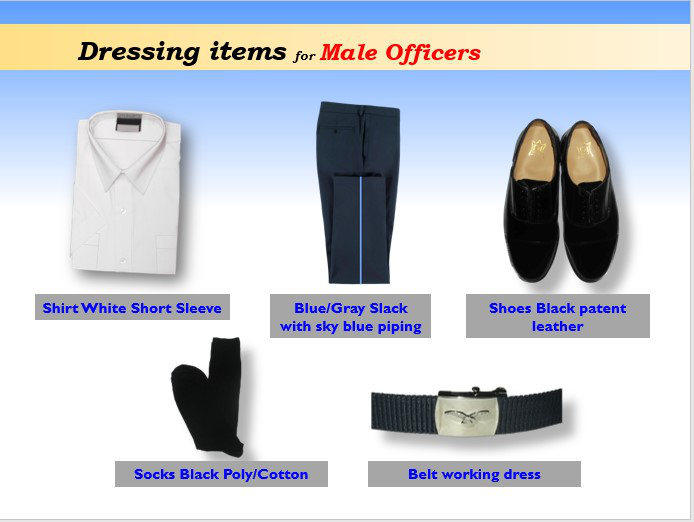 Dressing items for Male Officers
Shirt White Short Sleeve
Blue/Gray Slack
with sky blue piping
Shoes Black patent
leather
Socks Black Poly/Cotton
Belt working dress